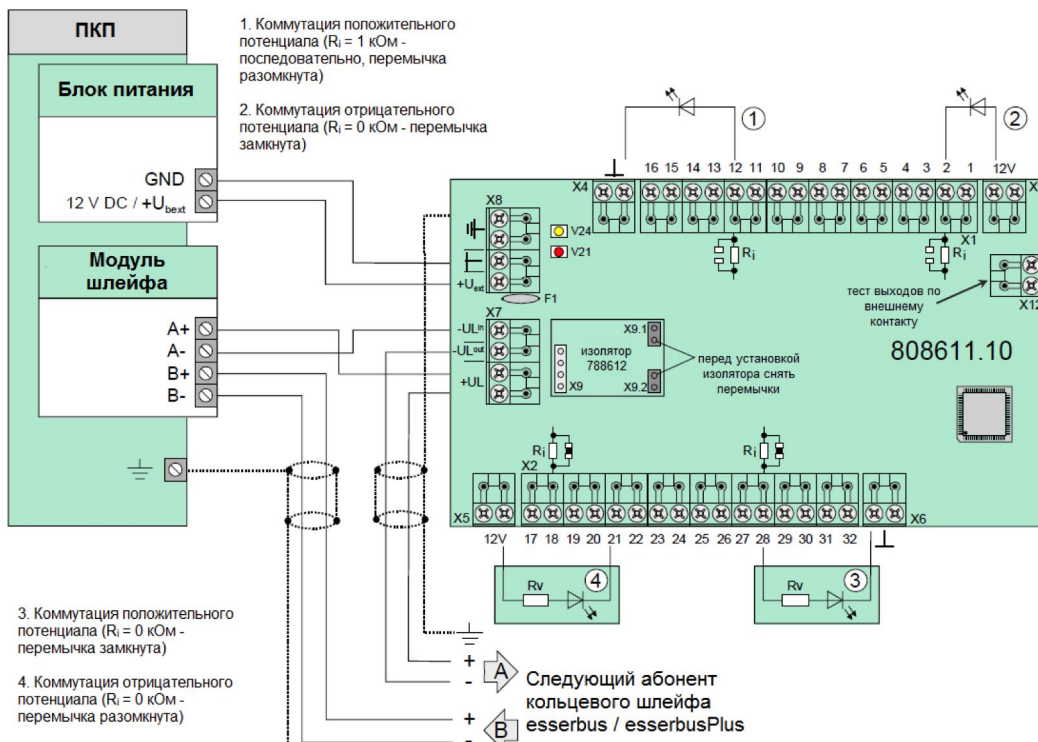 ПКП
Блок питания
GND
12 V DC / +Ubext
Модуль
шлейфа
A+
A-
B+
B-
1. Коммутация положительного
потенциала (Ri = 1 кОм -
последовательно, перемычка
разомкнута)
2. Коммутация отрицательного
потенциала (Ri = 0 кОм - перемычка
замкнута)
1
2
X4
16 15 14 13 12 11 10 9 8 7 6 5 4 3 2 1 12V
X8
V24
V21
+Uext
F1
Ri
Ri
X1
тест выходов по
внешнему
контакту
X12
X7
-ULin
-ULout
+UL
изолятор
788612
X9.1
X9
X9.2
перед установкой
изолятора снять
перемычки
808611.10
Ri
Ri
X2
X5
X6
12V 17 18 19 20 21 22 23 24 25 26 27 28 29 30 31 32
Rv
4
Rv
3
3. Коммутация положительного
потенциала (Ri = 0 кОм -
перемычка замкнута)
4. Коммутация отрицательного
потенциала (Ri = 0 кОм -
перемычка разомкнута)
+
A
-
+
B
-
Следующий абонент
кольцевого шлейфа
esserbus / esserbusPlus